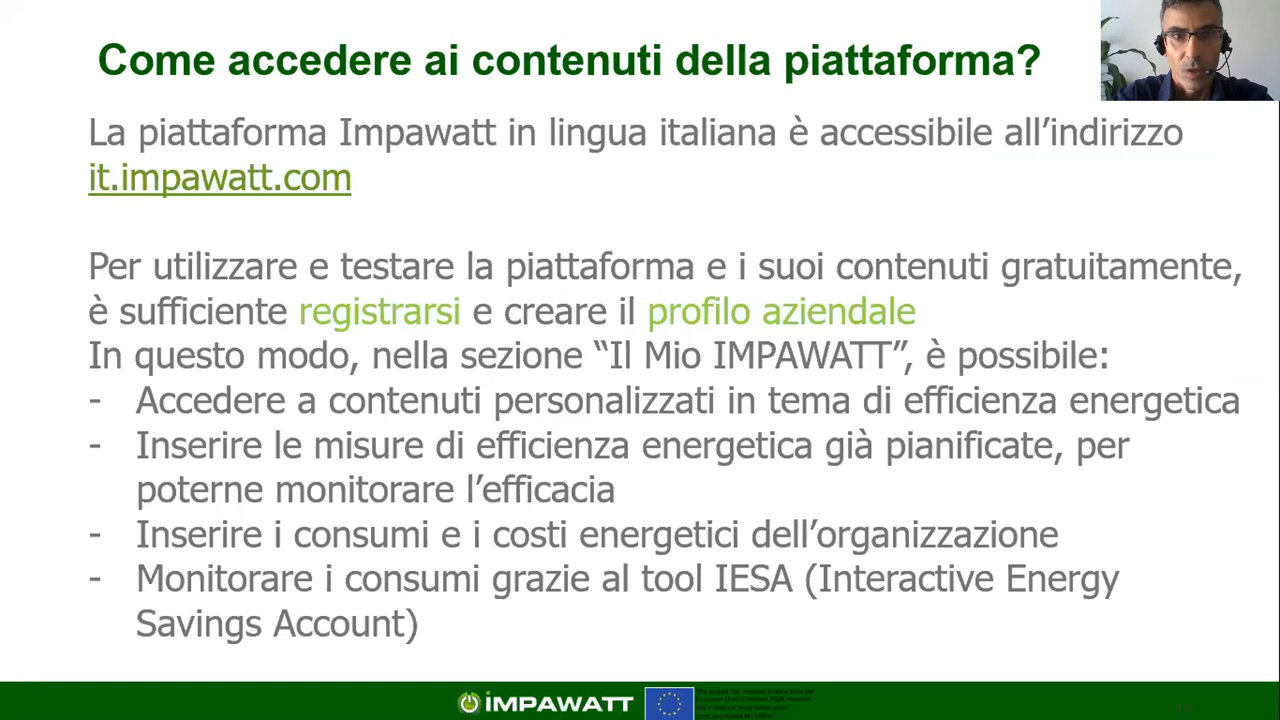 Come accedere ai contenuti della piattaforma?
La piattaforma Impawatt in lingua italiana è accessibile all’indirizzo
it.impawatt.com
Per utilizzare e testare la piattaforma e i suoi contenuti gratuitamente,
è sufficiente registrarsi e creare il profilo aziendale
In questo modo, nella sezione “Il Mio IMPAWATT”, è possibile:
- Accedere a contenuti personalizzati in tema di efficienza energetica
- Inserire le misure di efficienza energetica già pianificate, per
poterne monitorare l’efficacia
- Inserire i consumi e i costi energetici dell’organizzazione
- Monitorare i consumi grazie al tool IESA (Interactive Energy
Savings Account)
IMPAWATT